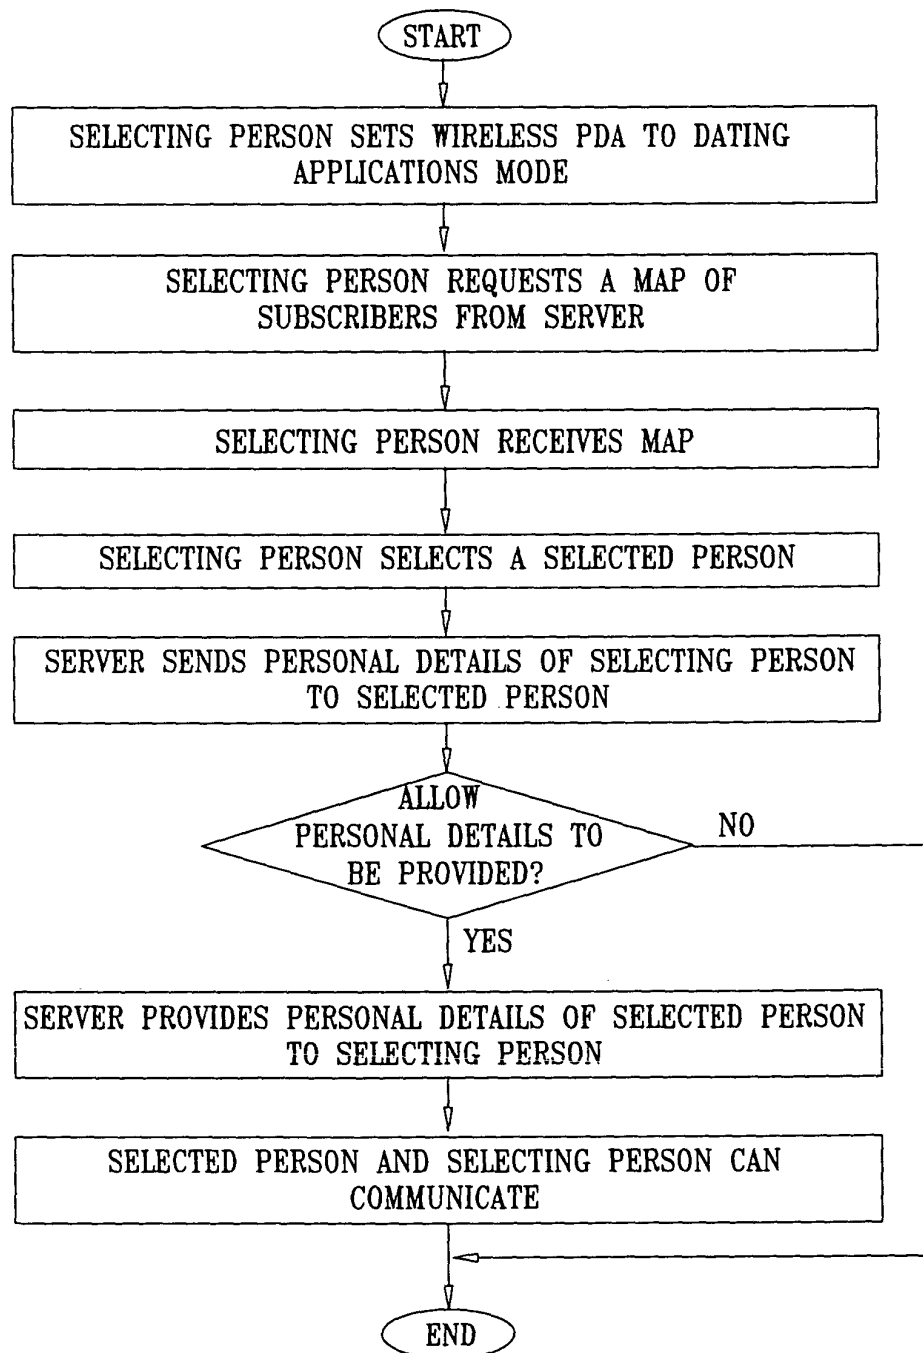 START
SELECTING PERSON SETS WIRELESS PDA TO DATING
APPLICATIONS MODE
SELECTING PERSON REQUESTS A MAP OF
SUBSCRIBERS FROM SERVER
SELECTING PERSON RECEIVES MAP
SELECTING PERSON SELECTS A SELECTED PERSON
SERVER SENDS PERSONAL DETAILS OF SELECTING PERSON
TO SELECTED PERSON
ALLOW
PERSONAL DETAILS TO
BE PROVIDED?
NO
YES
SERVER PROVIDES PERSONAL DETAILS OF SELECTED PERSON
TO SELECTING PERSON
SELECTED PERSON AND SELECTING PERSON CAN
COMMUNICATE
END